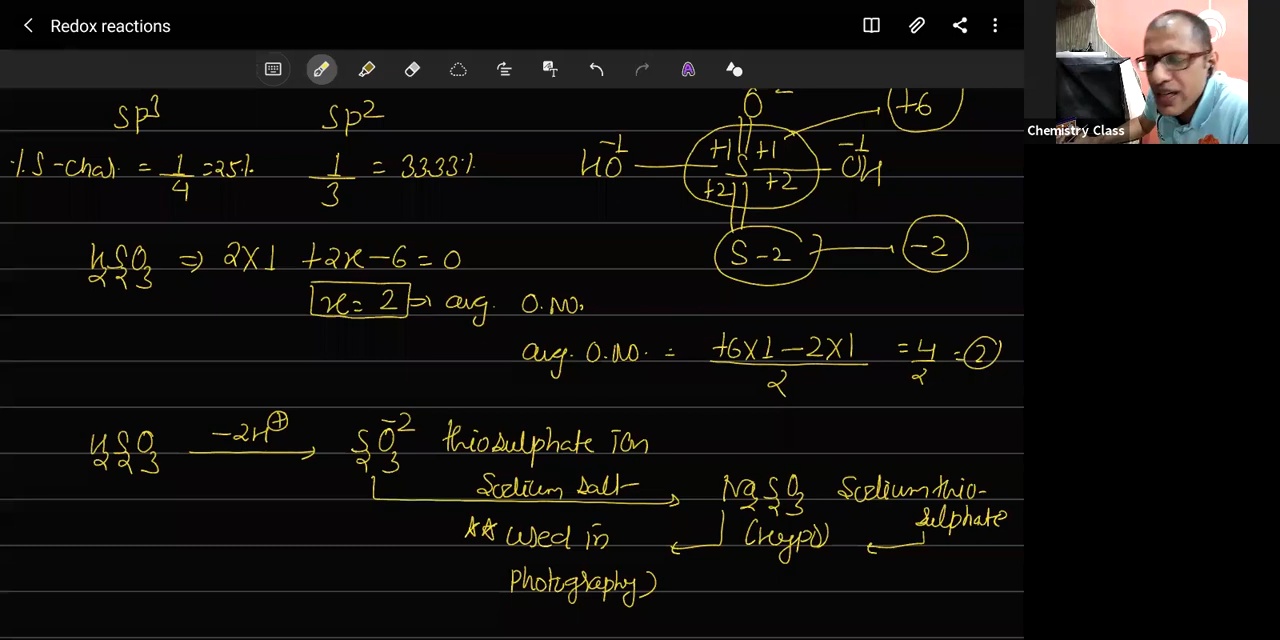 Redox reactions
Chemistry Class
sp³ sp²
O⁻² +6
% S-char. = 1/4 = 25% 1/3 = 33.33%
HO⁻¹ +1 S +1 ⁻¹OH
+2 +2
H₂S₂O₃ ⇒ 2×1 +2x-6=0
S-2 → -2
x = 2 → avg. O.NO.
avg. O.NO. = +6×1-2×1/2 = 4/2 = 2
H₂S₂O₃ -2H⊕ → S₂O₃⁻² thiosulphate ion
Sodium salt → Na₂S₂O₃ Sodium thio-
sulphate
** used in (Hypo)
photography)